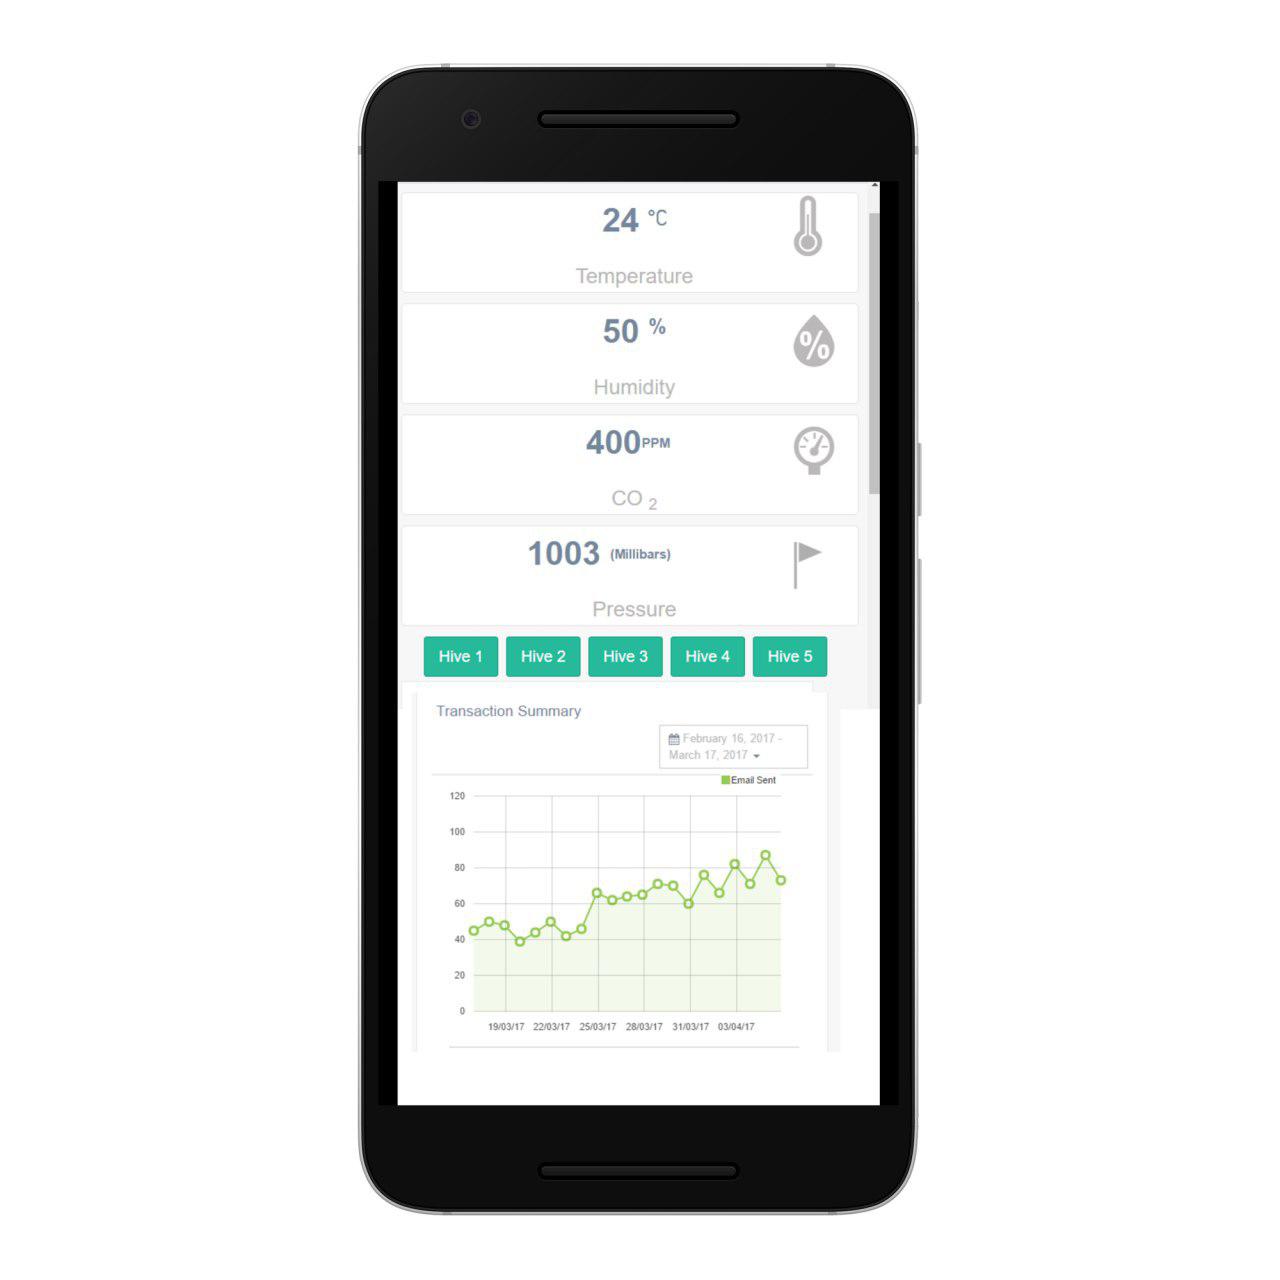 24 °C
Temperature
50 %
%
Humidity
400PPM
CO 2
1003 (Millibars)
Pressure
Hive 1 Hive 2 Hive 3 Hive 4 Hive 5
Transaction Summary
February 16, 2017 -
March 17, 2017
Email Sent
120
100
80
60
40
20
0
19/03/17 22/03/17 25/03/17 28/03/17 31/03/17 03/04/17